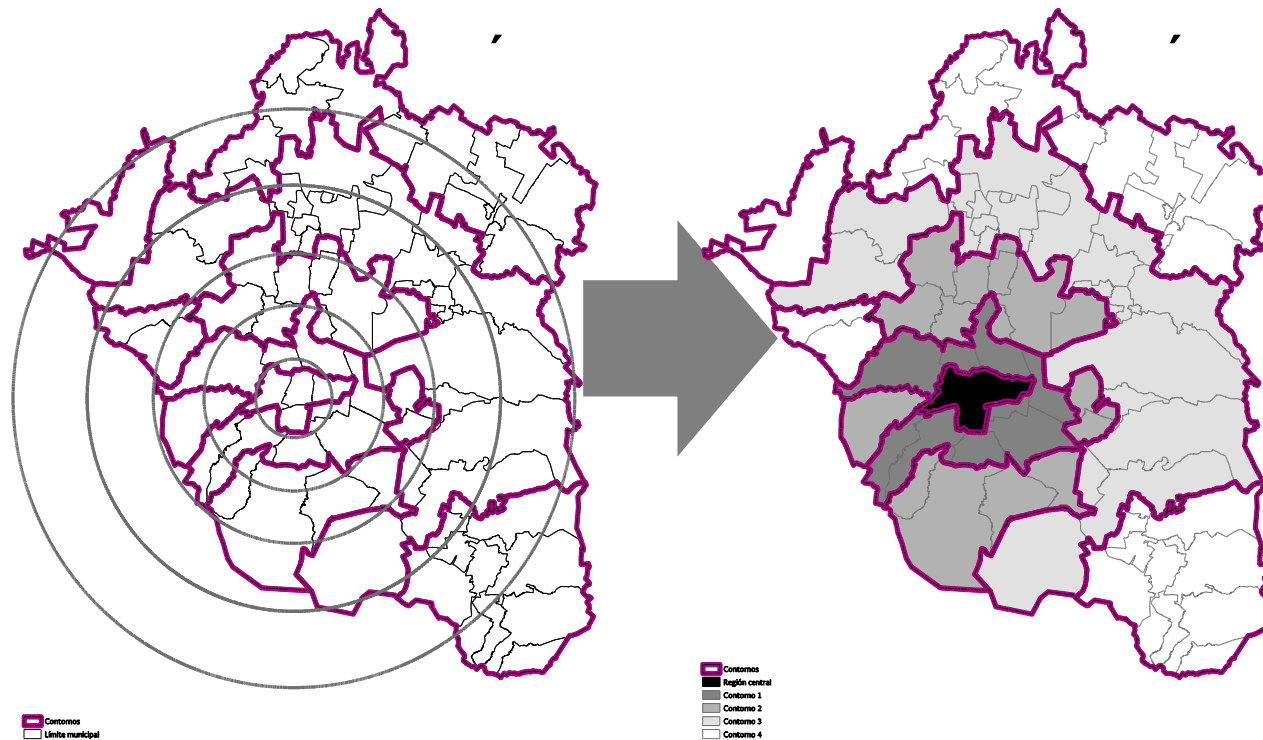 Contornos
Límite municipal
Contornos
Región central
Contorno 1
Contorno 2
Contorno 3
Contorno 4